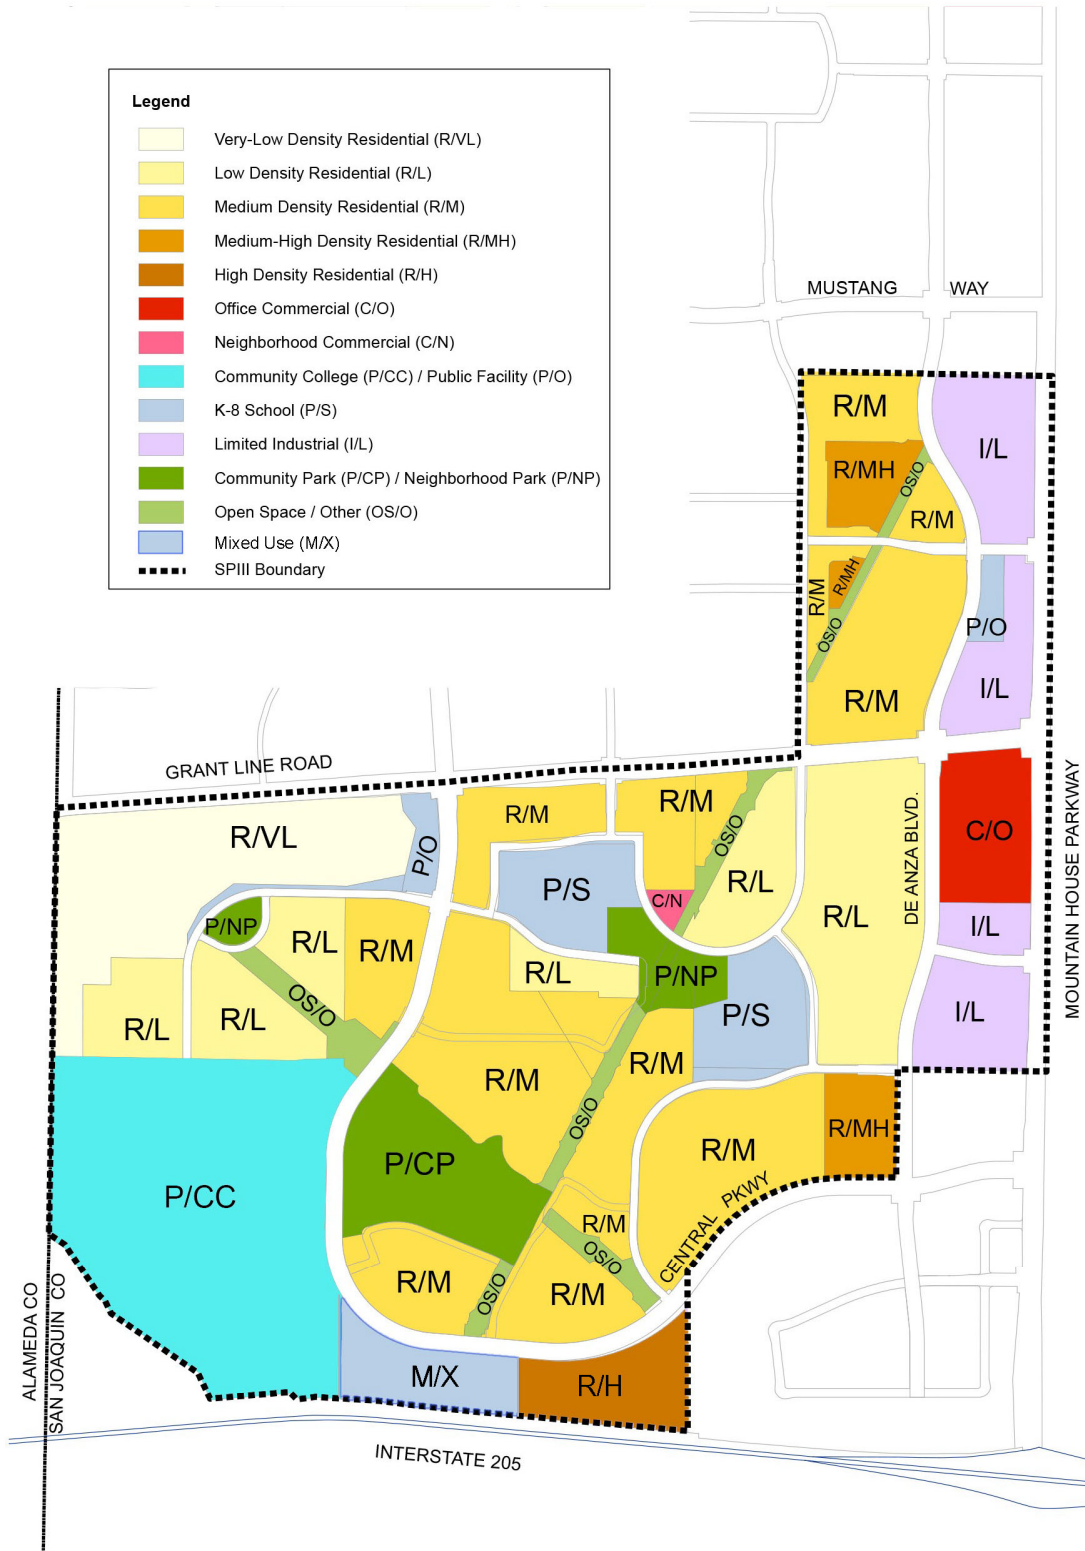 Legend
Very-Low Density Residential (R/VL)
Low Density Residential (R/L)
Medium Density Residential (R/M)
Medium-High Density Residential (R/MH)
High Density Residential (R/H)
Office Commercial (C/O)
Neighborhood Commercial (C/N)
Community College (P/CC) / Public Facility (P/O)
K-8 School (P/S)
Limited Industrial (I/L)
Community Park (P/CP) / Neighborhood Park (P/NP)
Open Space / Other (OS/O)
Mixed Use (M/X)
SPIII Boundary
MUSTANG WAY
R/M
I/L
R/MH
OS/O
R/M
R/MH
R/M
P/O
OS/O
I/L
R/M
GRANT LINE ROAD
MOUNTAIN HOUSE PARKWAY
DE ANZA BLVD.
R/VL
P/O
R/M
R/M
OS/O
C/O
R/L
P/S
C/N
R/L
P/NP
R/L
R/M
I/L
R/L
P/NP
OS/O
R/L
R/L
P/S
I/L
R/M
R/M
OS/O
R/M
R/MH
P/CP
P/CC
CENTRAL PKWY
R/M
OS/O
R/M
OS/O
R/M
M/X
R/H
ALAMEDA CO
SAN JOAQUIN CO
INTERSTATE 205